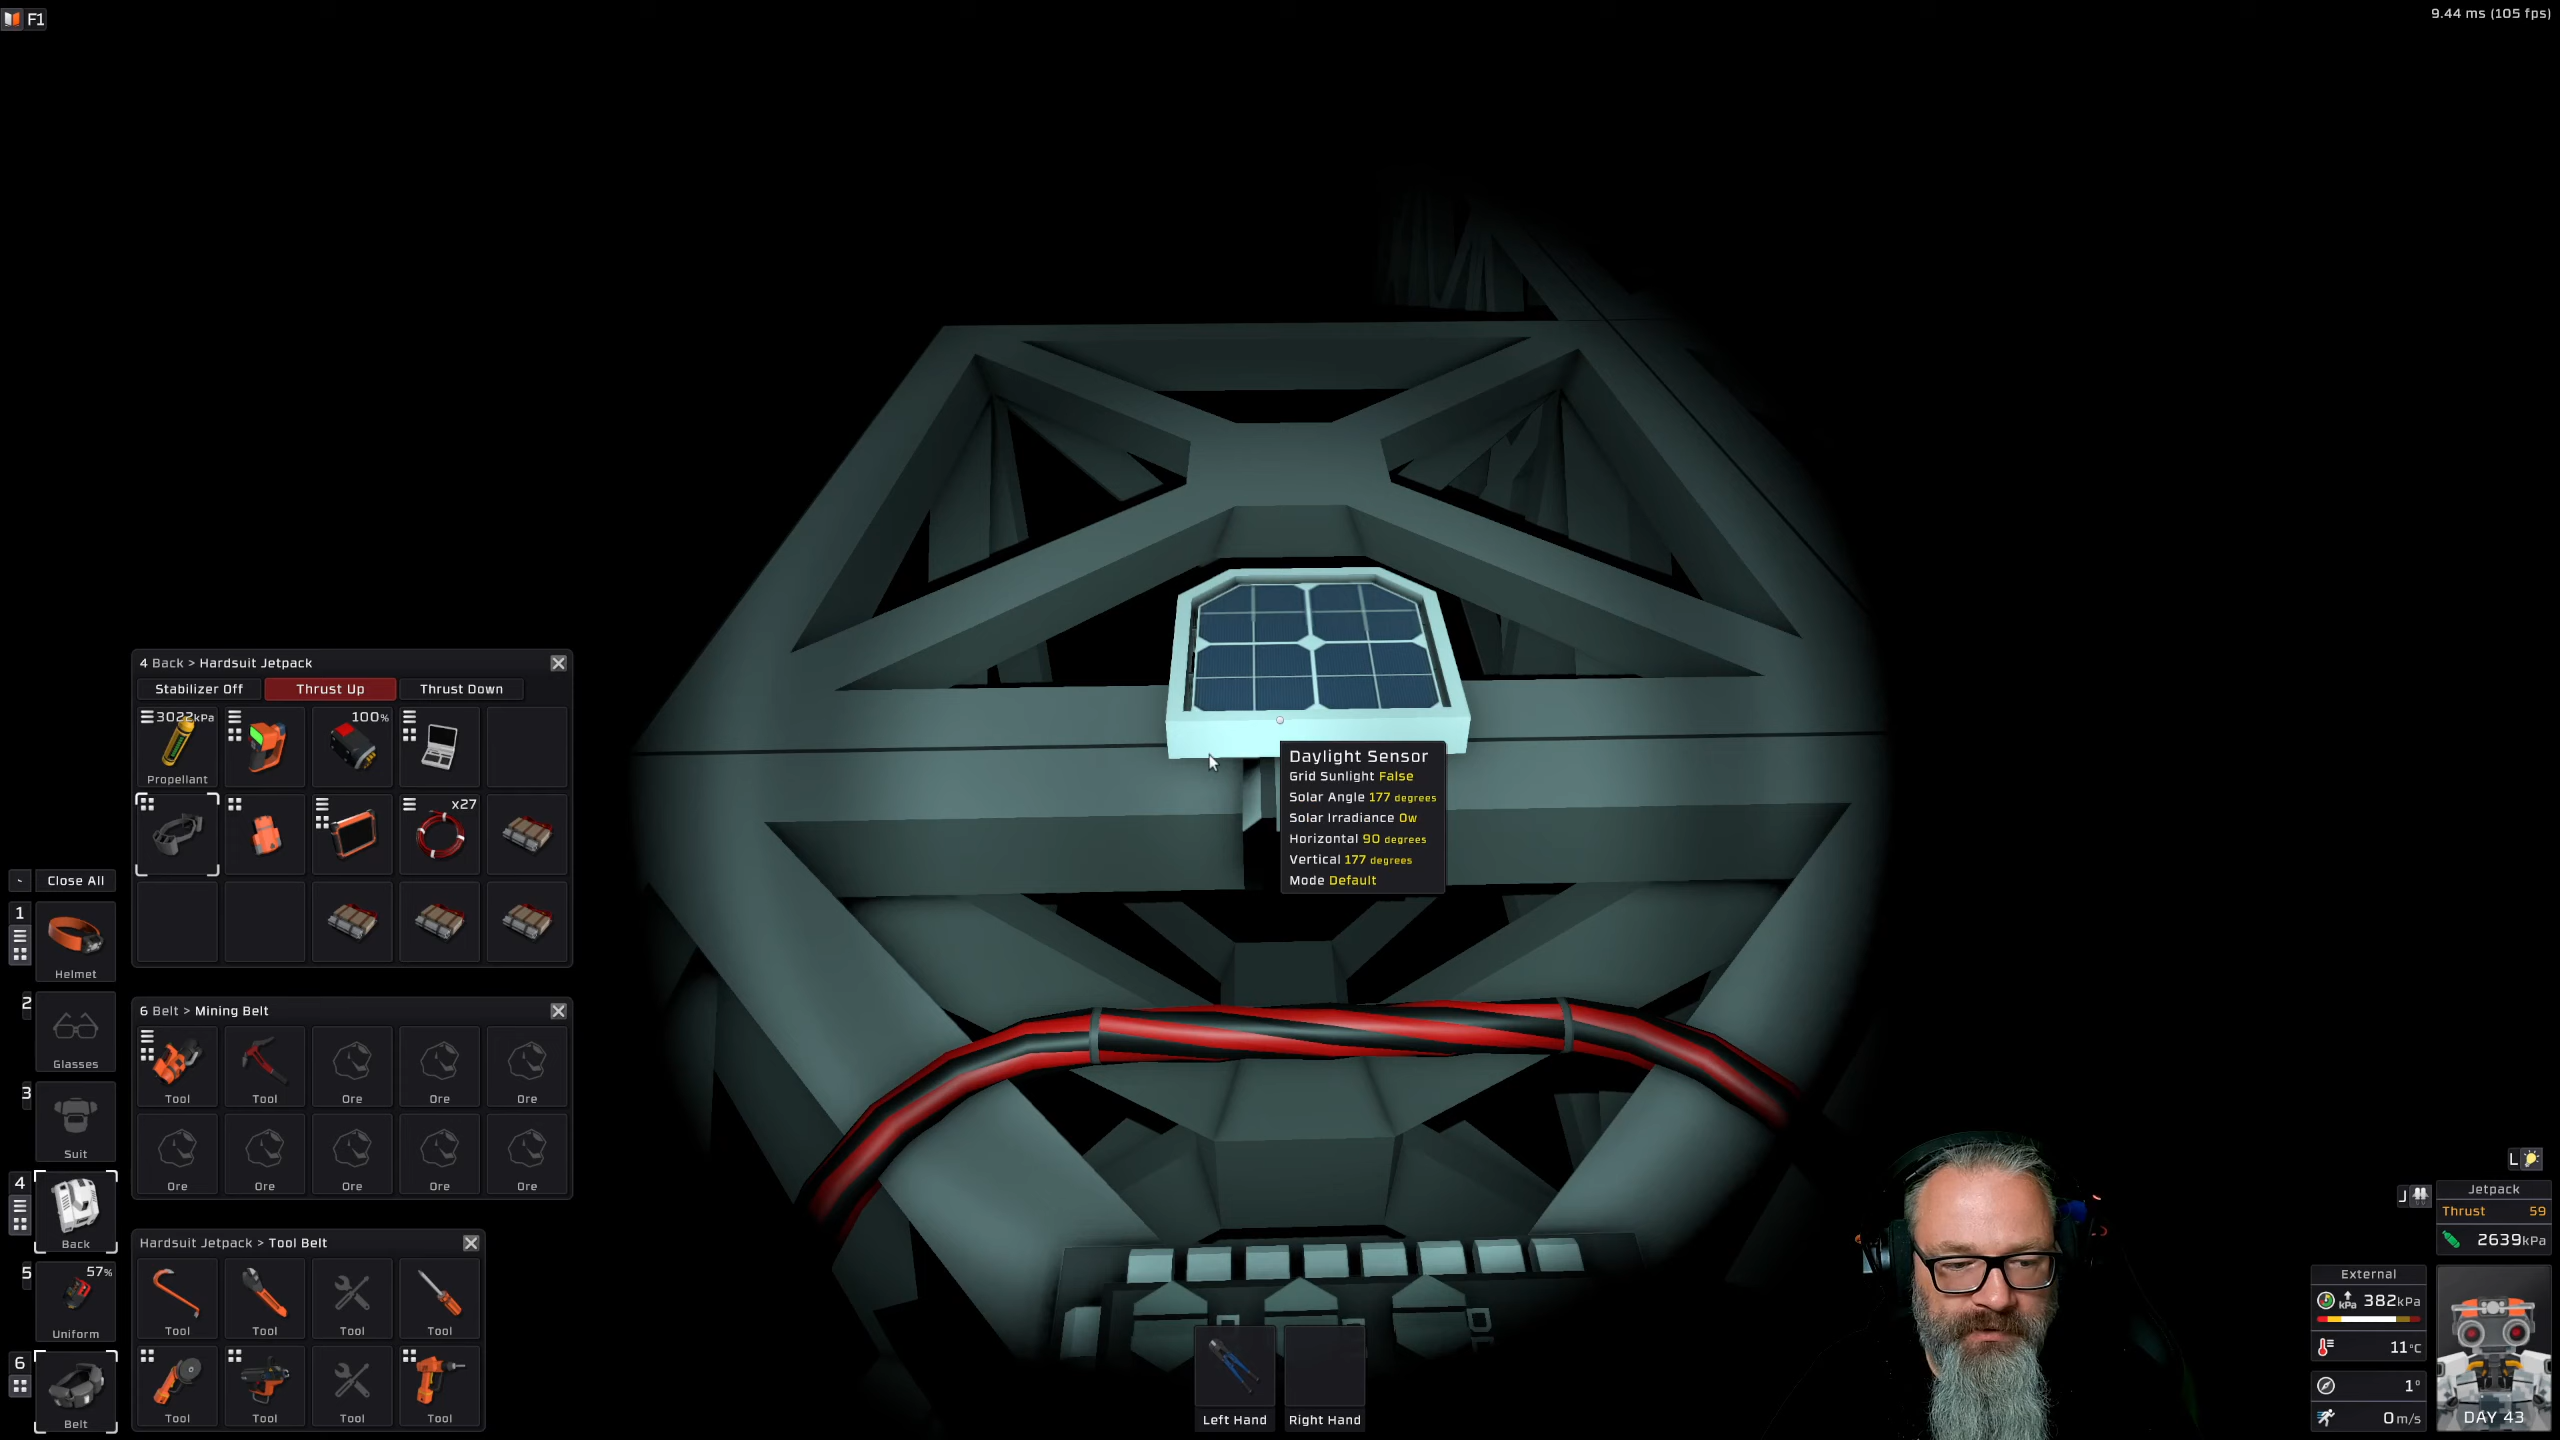 F1
9.44 ms (105 fps)
4 Back > Hardsuit Jetpack
Stabilizer Off
Thrust Up
Thrust Down
3022kPa
100%
Propellant
x27
~
Close All
1
Helmet
2
Glasses
3
Suit
4
Back
5
57%
Uniform
6
Belt
6 Belt > Mining Belt
Tool
Tool
Ore
Ore
Ore
Ore
Ore
Ore
Ore
Ore
Hardsuit Jetpack > Tool Belt
Tool
Tool
Tool
Tool
Tool
Tool
Tool
Tool
Daylight Sensor
Grid Sunlight False
Solar Angle 177 degrees
Solar Irradiance 0w
Horizontal 90 degrees
Vertical 177 degrees
Mode Default
Left Hand
Right Hand
L
J
Jetpack
Thrust 59
2639kPa
External
kPa 382kPa
11°C
1°
0m/s
DAY 43